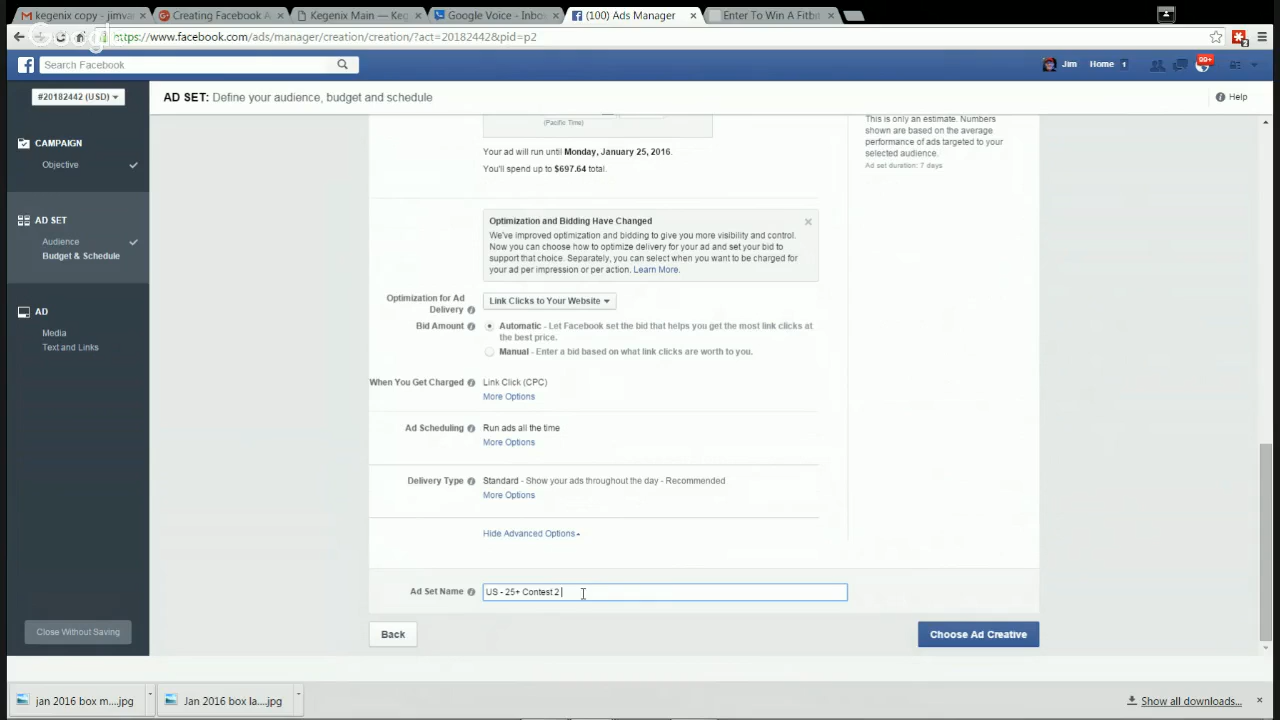 kegenix copy - jimvar
Creating Facebook A
Kegenix Main — Keg
Google Voice - Inbo
(100) Ads Manager
Enter To Win A Fitbit
https://www.facebook.com/ads/manager/creation/creation/?act=20182442&pid=p2
Search Facebook
Jim
Home 1
99+
#20182442 (USD)
AD SET: Define your audience, budget and schedule
Help
CAMPAIGN
Objective
AD SET
Audience
Budget & Schedule
AD
Media
Text and Links
Close Without Saving
(Pacific Time)
Your ad will run until Monday, January 25, 2016.
You'll spend up to $697.64 total.
This is only an estimate. Numbers
shown are based on the average
performance of ads targeted to your
selected audience.
Ad set duration: 7 days
Optimization and Bidding Have Changed
We've improved optimization and bidding to give you more visibility and control.
Now you can choose how to optimize delivery for your ad and set your bid to
support that choice. Separately, you can select when you want to be charged for
your ad per impression or per action. Learn More.
Optimization for Ad
Delivery
Link Clicks to Your Website
Bid Amount
Automatic - Let Facebook set the bid that helps you get the most link clicks at
the best price.
Manual - Enter a bid based on what link clicks are worth to you.
When You Get Charged
Link Click (CPC)
More Options
Ad Scheduling
Run ads all the time
More Options
Delivery Type
Standard - Show your ads throughout the day - Recommended
More Options
Hide Advanced Options
Ad Set Name
US - 25+ Contest 2
Back
Choose Ad Creative
jan 2016 box m....jpg
Jan 2016 box la....jpg
Show all downloads...